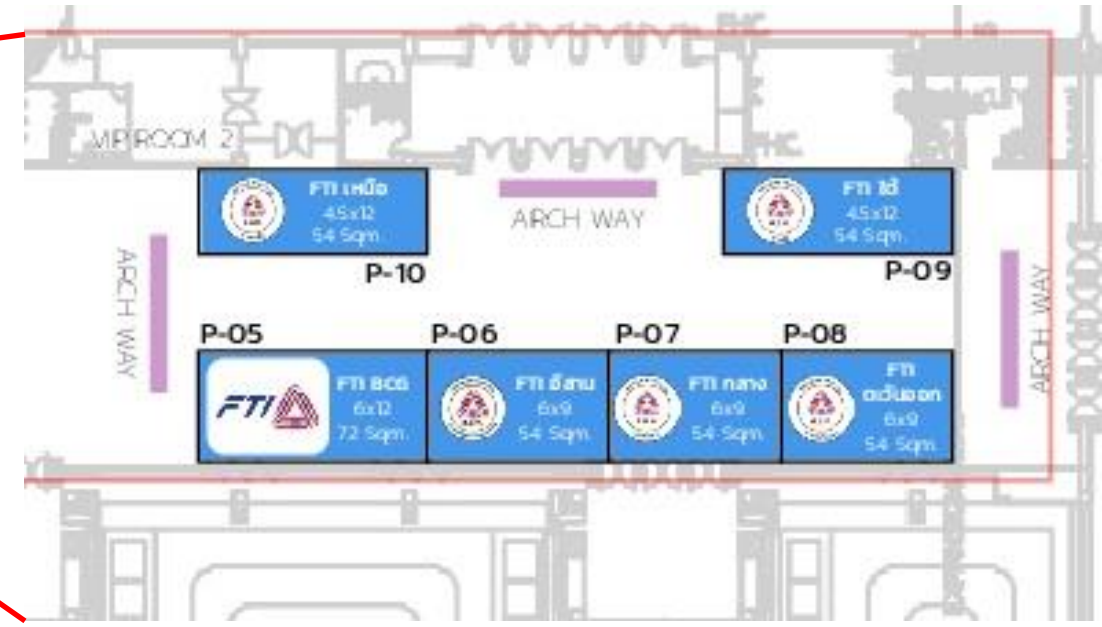 VIP ROOM 2
FTI เหนือ
4.5x12
54 Sqm.
P-10
ARCH WAY
FTI ใต้
4.5x12
54 Sqm.
P-09
ARCH WAY
ARCH WAY
P-05
FTI
FTI BCG
6x12
72 Sqm.
P-06
FTI อีสาน
6x9
54 Sqm.
P-07
FTI กลาง
6x9
54 Sqm.
P-08
FTI
ตะวันออก
6x9
54 Sqm.